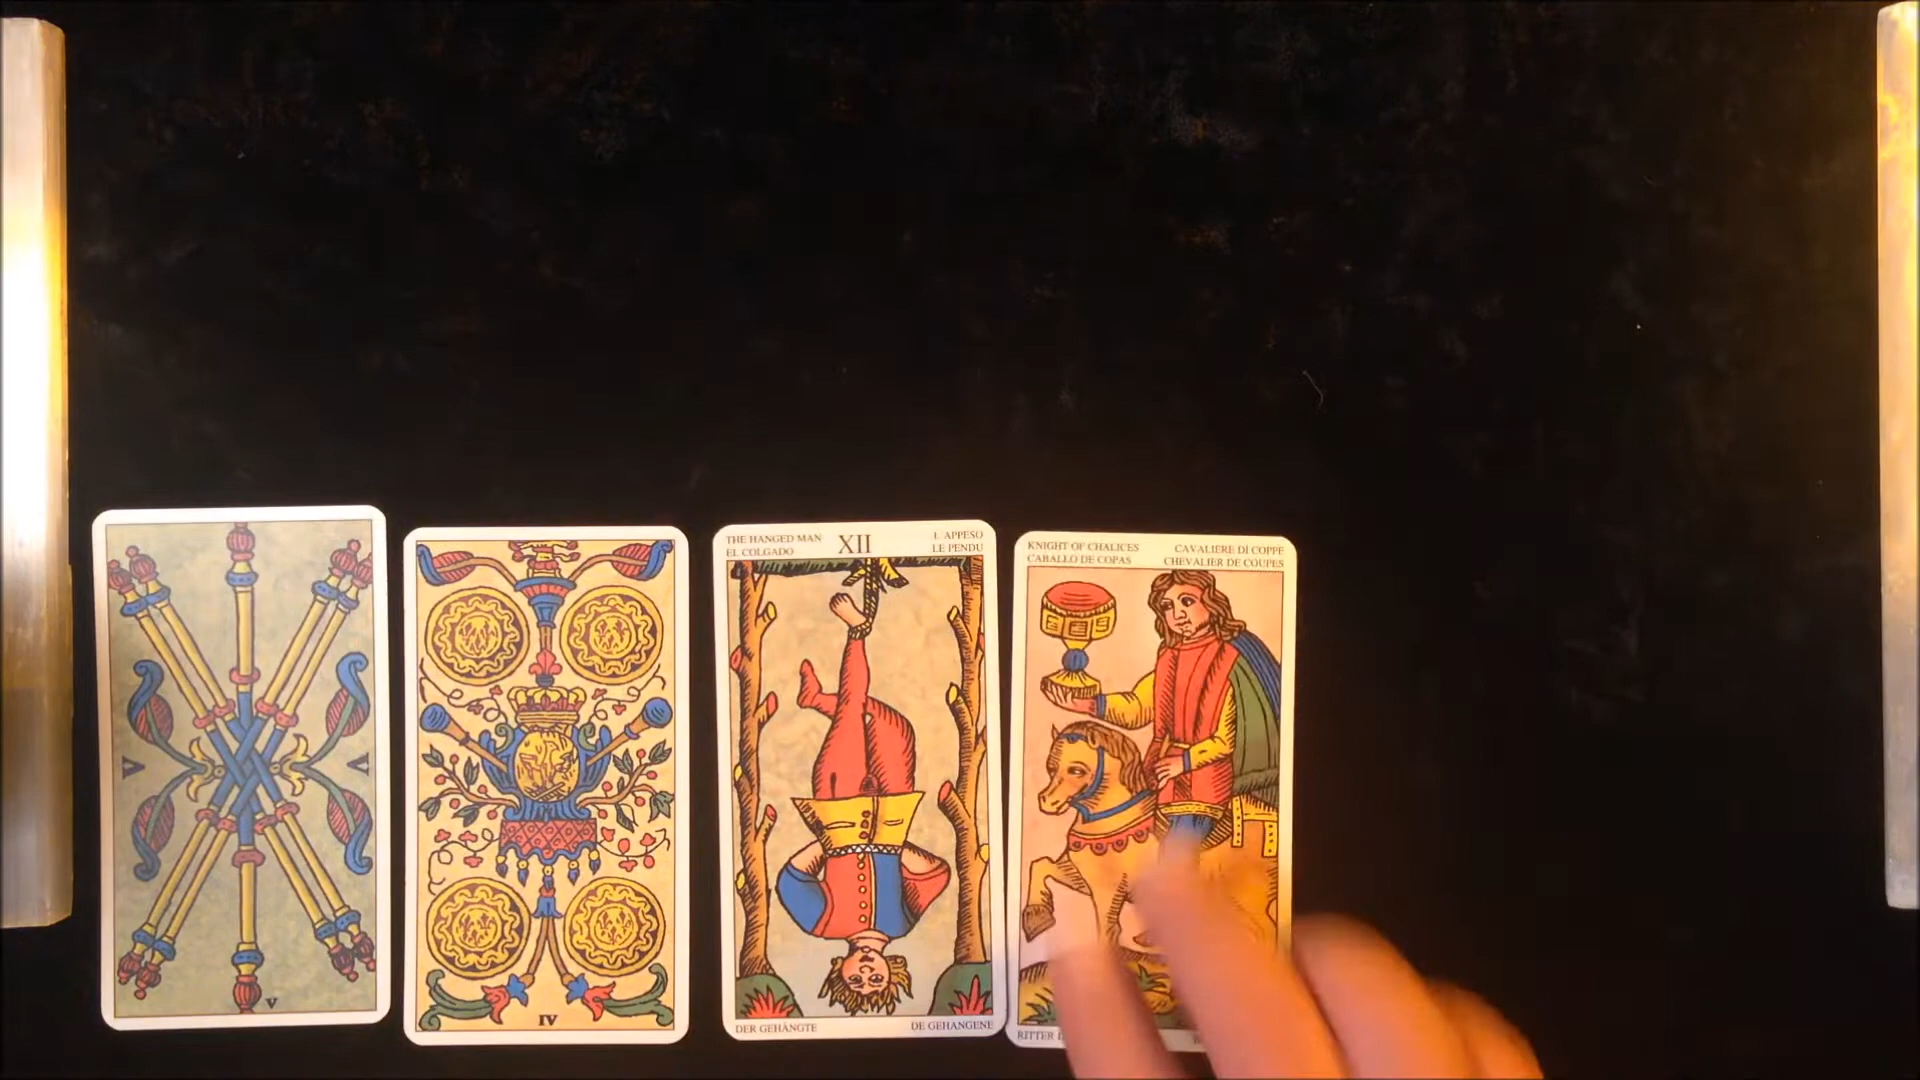 V
V
V
IV
THE HANGED MAN
EL COLGADO
XII
L APPESO
LE PENDU
DER GEHÄNGTE
DE GEHANGENE
KNIGHT OF CHALICES
CABALLO DE COPAS
CAVALIERE DI COPPE
CHEVALIER DE COUPES
RITTER